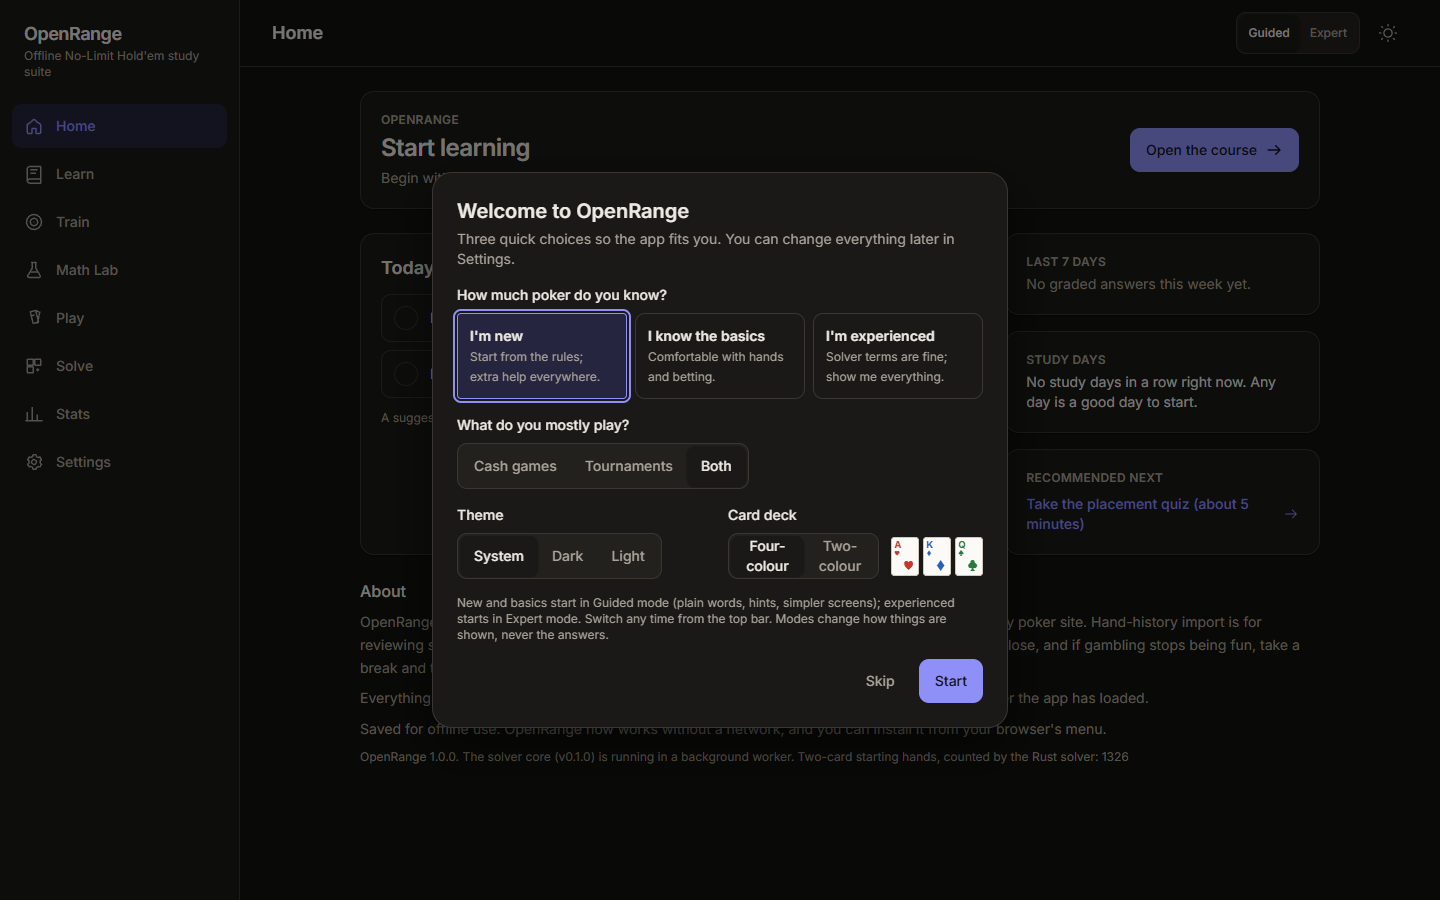 OpenRange
Offline No-Limit Hold'em study
suite
Home
Learn
Train
Math Lab
Play
Solve
Stats
Settings
Home
Guided
Expert
OPENRANGE
Start learning
Begin
Open the course
Today
A
LAST 7 DAYS
No graded answers this week yet.
STUDY DAYS
No study days in a row right now. Any
day is a good day to start.
RECOMMENDED NEXT
Take the placement quiz (about 5
minutes)
Welcome to OpenRange
Three quick choices so the app fits you. You can change everything later in
Settings.
How much poker do you know?
I'm new
Start from the rules;
extra help everywhere.
I know the basics
Comfortable with hands
and betting.
I'm experienced
Solver terms are fine;
show me everything.
What do you mostly play?
Cash games
Tournaments
Both
Theme
System
Dark
Light
Card deck
Four-
colour
Two-
colour
A
K
Q
New and basics start in Guided mode (plain words, hints, simpler screens); experienced
starts in Expert mode. Switch any time from the top bar. Modes change how things are
shown, never the answers.
Skip
Start
About
OpenRange poker site. Hand-history import is for
reviewing lose, and if gambling stops being fun, take a
break and
Everything the app has loaded.
Saved for offline use. OpenRange now works without a network, and you can install it from your browser's menu.
OpenRange 1.0.0. The solver core (v0.1.0) is running in a background worker. Two-card starting hands, counted by the Rust solver: 1326